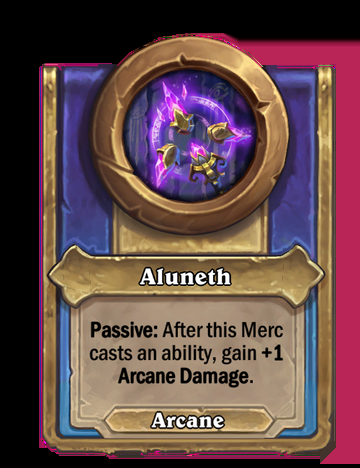 Aluneth
Passive: After this Merc
casts an ability, gain +1
Arcane Damage.
Arcane